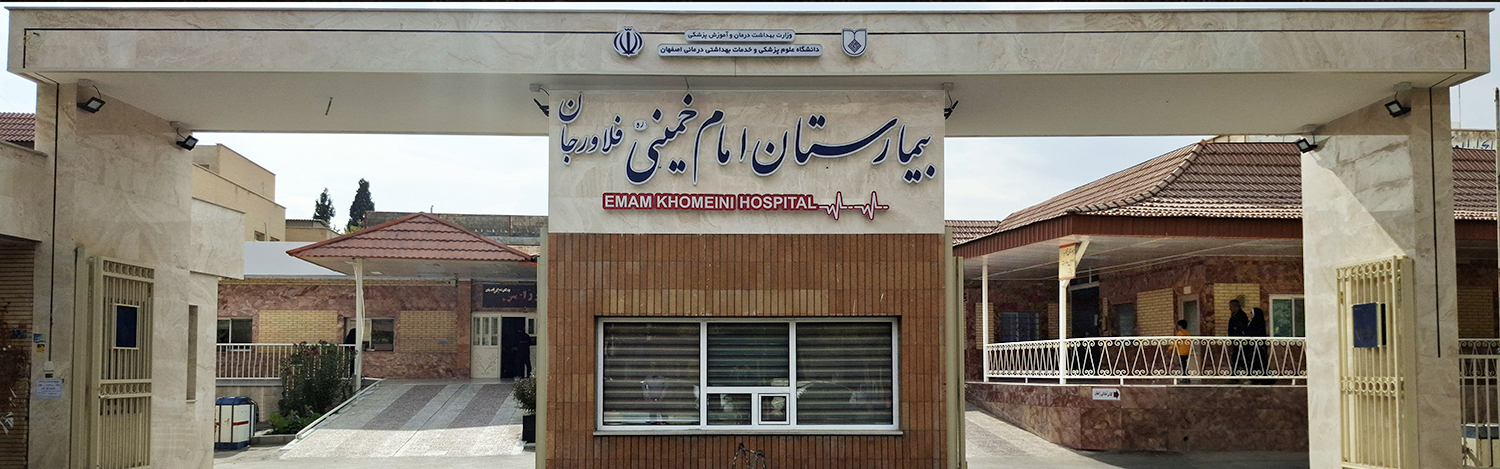 وزارت بهداشت درمان و آموزش پزشکی
دانشگاه علوم پزشکی و خدمات بهداشتی درمانی اصفهان
بیمارستان امام خمینی ره فلاورجان
EMAM KHOMEINI HOSPITAL